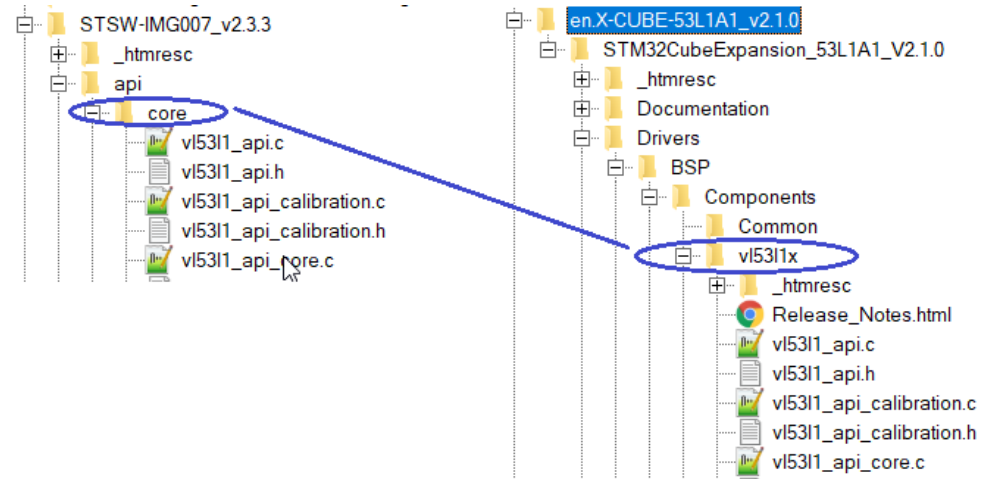 STSW-IMG007_v2.3.3
_htmresc
api
core
vl53l1_api.c
vl53l1_api.h
vl53l1_api_calibration.c
vl53l1_api_calibration.h
vl53l1_api_core.c
en.X-CUBE-53L1A1_v2.1.0
STM32CubeExpansion_53L1A1_V2.1.0
_htmresc
Documentation
Drivers
BSP
Components
Common
vl53l1x
_htmresc
Release_Notes.html
vl53l1_api.c
vl53l1_api.h
vl53l1_api_calibration.c
vl53l1_api_calibration.h
vl53l1_api_core.c